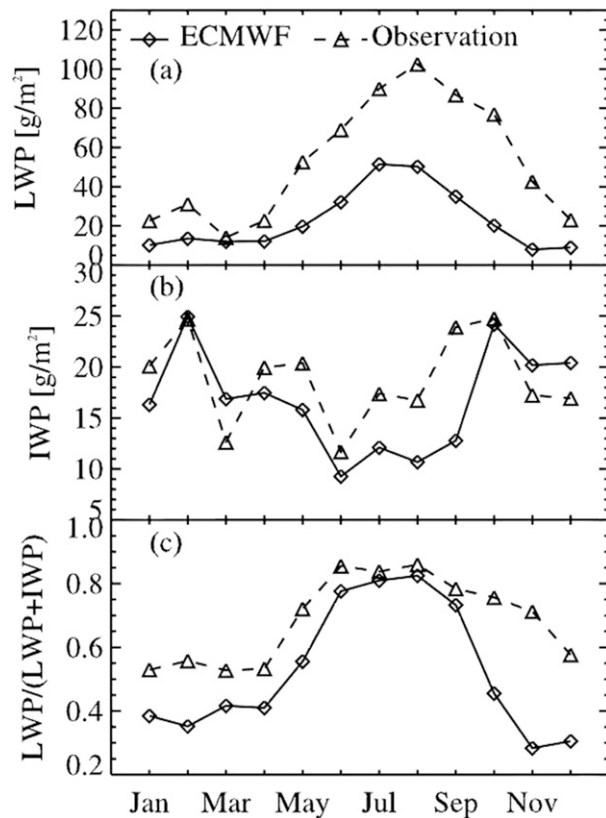 ECMWF Observation
(a)
LWP [g/m²]
120
100
80
60
40
20
0
(b)
IWP [g/m²]
30
25
20
15
10
5
(c)
LWP/(LWP+IWP)
1.0
0.8
0.6
0.4
0.2
Jan Mar May Jul Sep Nov